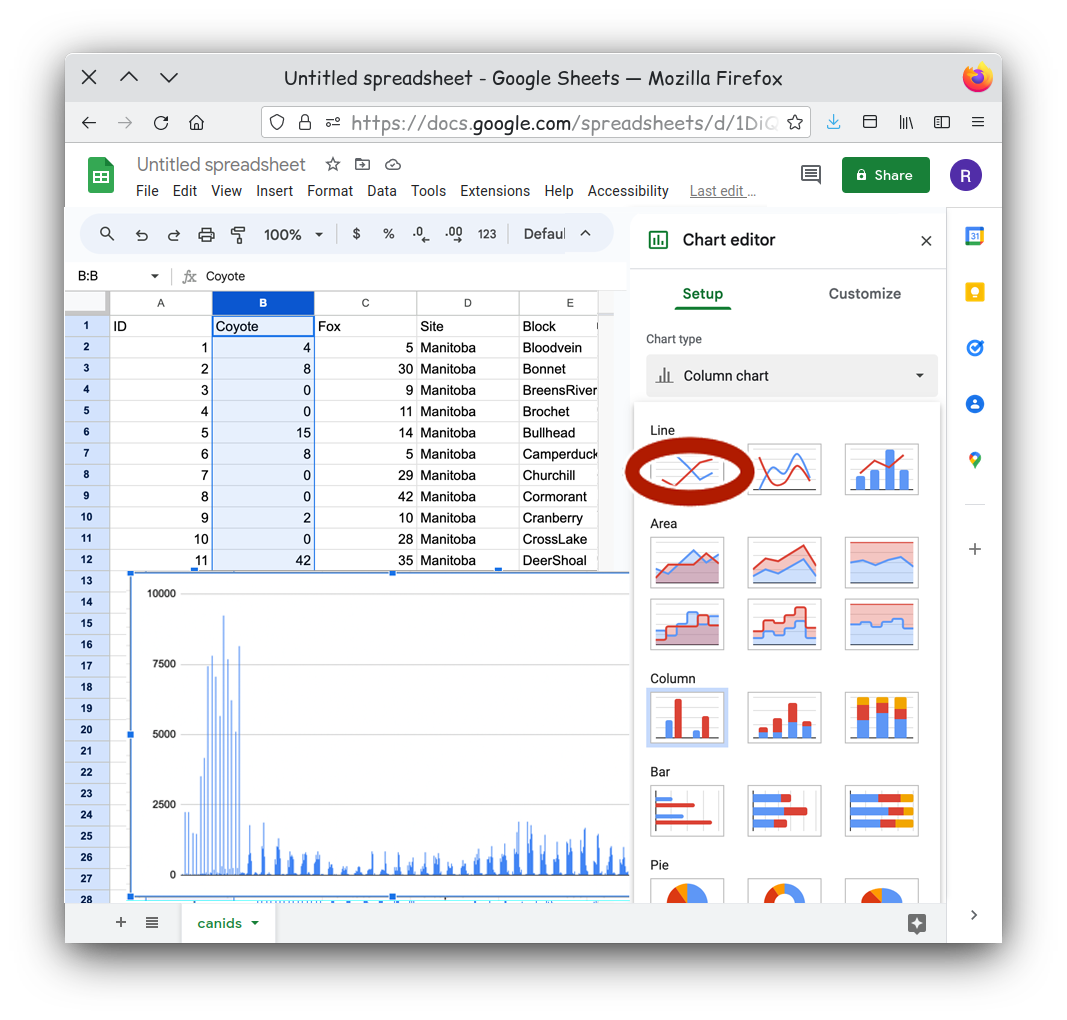 Untitled spreadsheet - Google Sheets — Mozilla Firefox
https://docs.google.com/spreadsheets/d/1DiQ
Untitled spreadsheet
File Edit View Insert Format Data Tools Extensions Help Accessibility Last edit ...
Share
R
100% $ % .0 .00 123 Defaul
31
B:B fx Coyote
A B C D E
1 ID Coyote Fox Site Block
2 1 4 5 Manitoba Bloodvein
3 2 8 30 Manitoba Bonnet
4 3 0 9 Manitoba BreensRiver
5 4 0 11 Manitoba Brochet
6 5 15 14 Manitoba Bullhead
7 6 8 5 Manitoba Camperduck
8 7 0 29 Manitoba Churchill
9 8 0 42 Manitoba Cormorant
10 9 2 10 Manitoba Cranberry
11 10 0 28 Manitoba CrossLake
12 11 42 35 Manitoba DeerShoal
13
14
15
16
17
18
19
20
21
22
23
24
25
26
27
28
10000
7500
5000
2500
0
Chart editor
Setup Customize
Chart type
Column chart
Line
Area
Column
Bar
Pie
canids